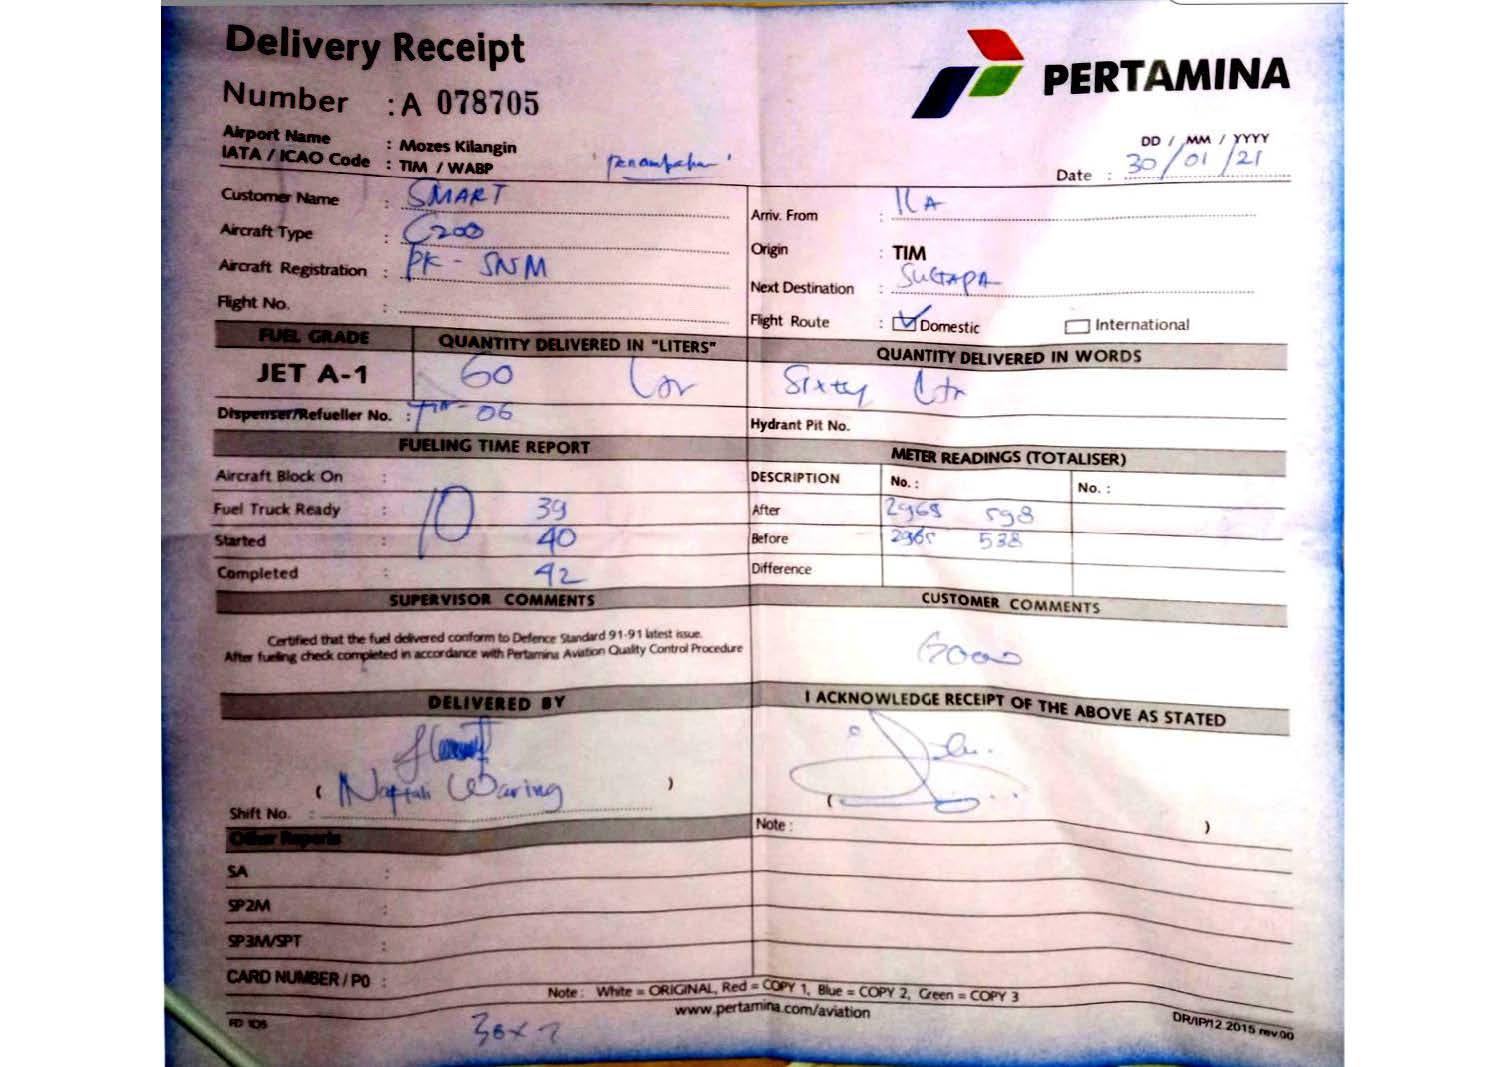 Delivery Receipt
PERTAMINA
Number : A 078705
Airport Name : Mozes Kilangin
IATA / ICAO Code : TIM / WABP
DD / MM / YYYY
Date : 30/01/21
Customer Name : SMART
Arriv. From : ILA
Aircraft Type : C200
Origin : TIM
Aircraft Registration : PK - SNM
Next Destination : SUGAPA
Flight No. :
Flight Route : Domestic International
FUEL GRADE QUANTITY DELIVERED IN "LITERS" QUANTITY DELIVERED IN WORDS
JET A-1 60 Ltr Sixty Ltr
Dispenser/Refueller No. : TIM- 06
Hydrant Pit No.
FUELING TIME REPORT METER READINGS (TOTALISER)
Aircraft Block On :
DESCRIPTION No. : No. :
Fuel Truck Ready : 10 39
After 2965 598
Started : 40
Before 2965 538
Completed : 42
Difference
SUPERVISOR COMMENTS CUSTOMER COMMENTS
Certified that the fuel delivered conform to Defence Standard 91-91 latest issue.
After fueling check completed in accordance with Pertamina Aviation Quality Control Procedure
Good
DELIVERED BY I ACKNOWLEDGE RECEIPT OF THE ABOVE AS STATED
( Naftali Waring )
( )
Shift No. :
Note :
Other Reports
SA :
SP2M :
SP3M/SPT :
CARD NUMBER / PO :
Note : White = ORIGINAL, Red = COPY 1, Blue = COPY 2, Green = COPY 3
www.pertamina.com/aviation
FD 105
DR/IP/12.2015 rev.00